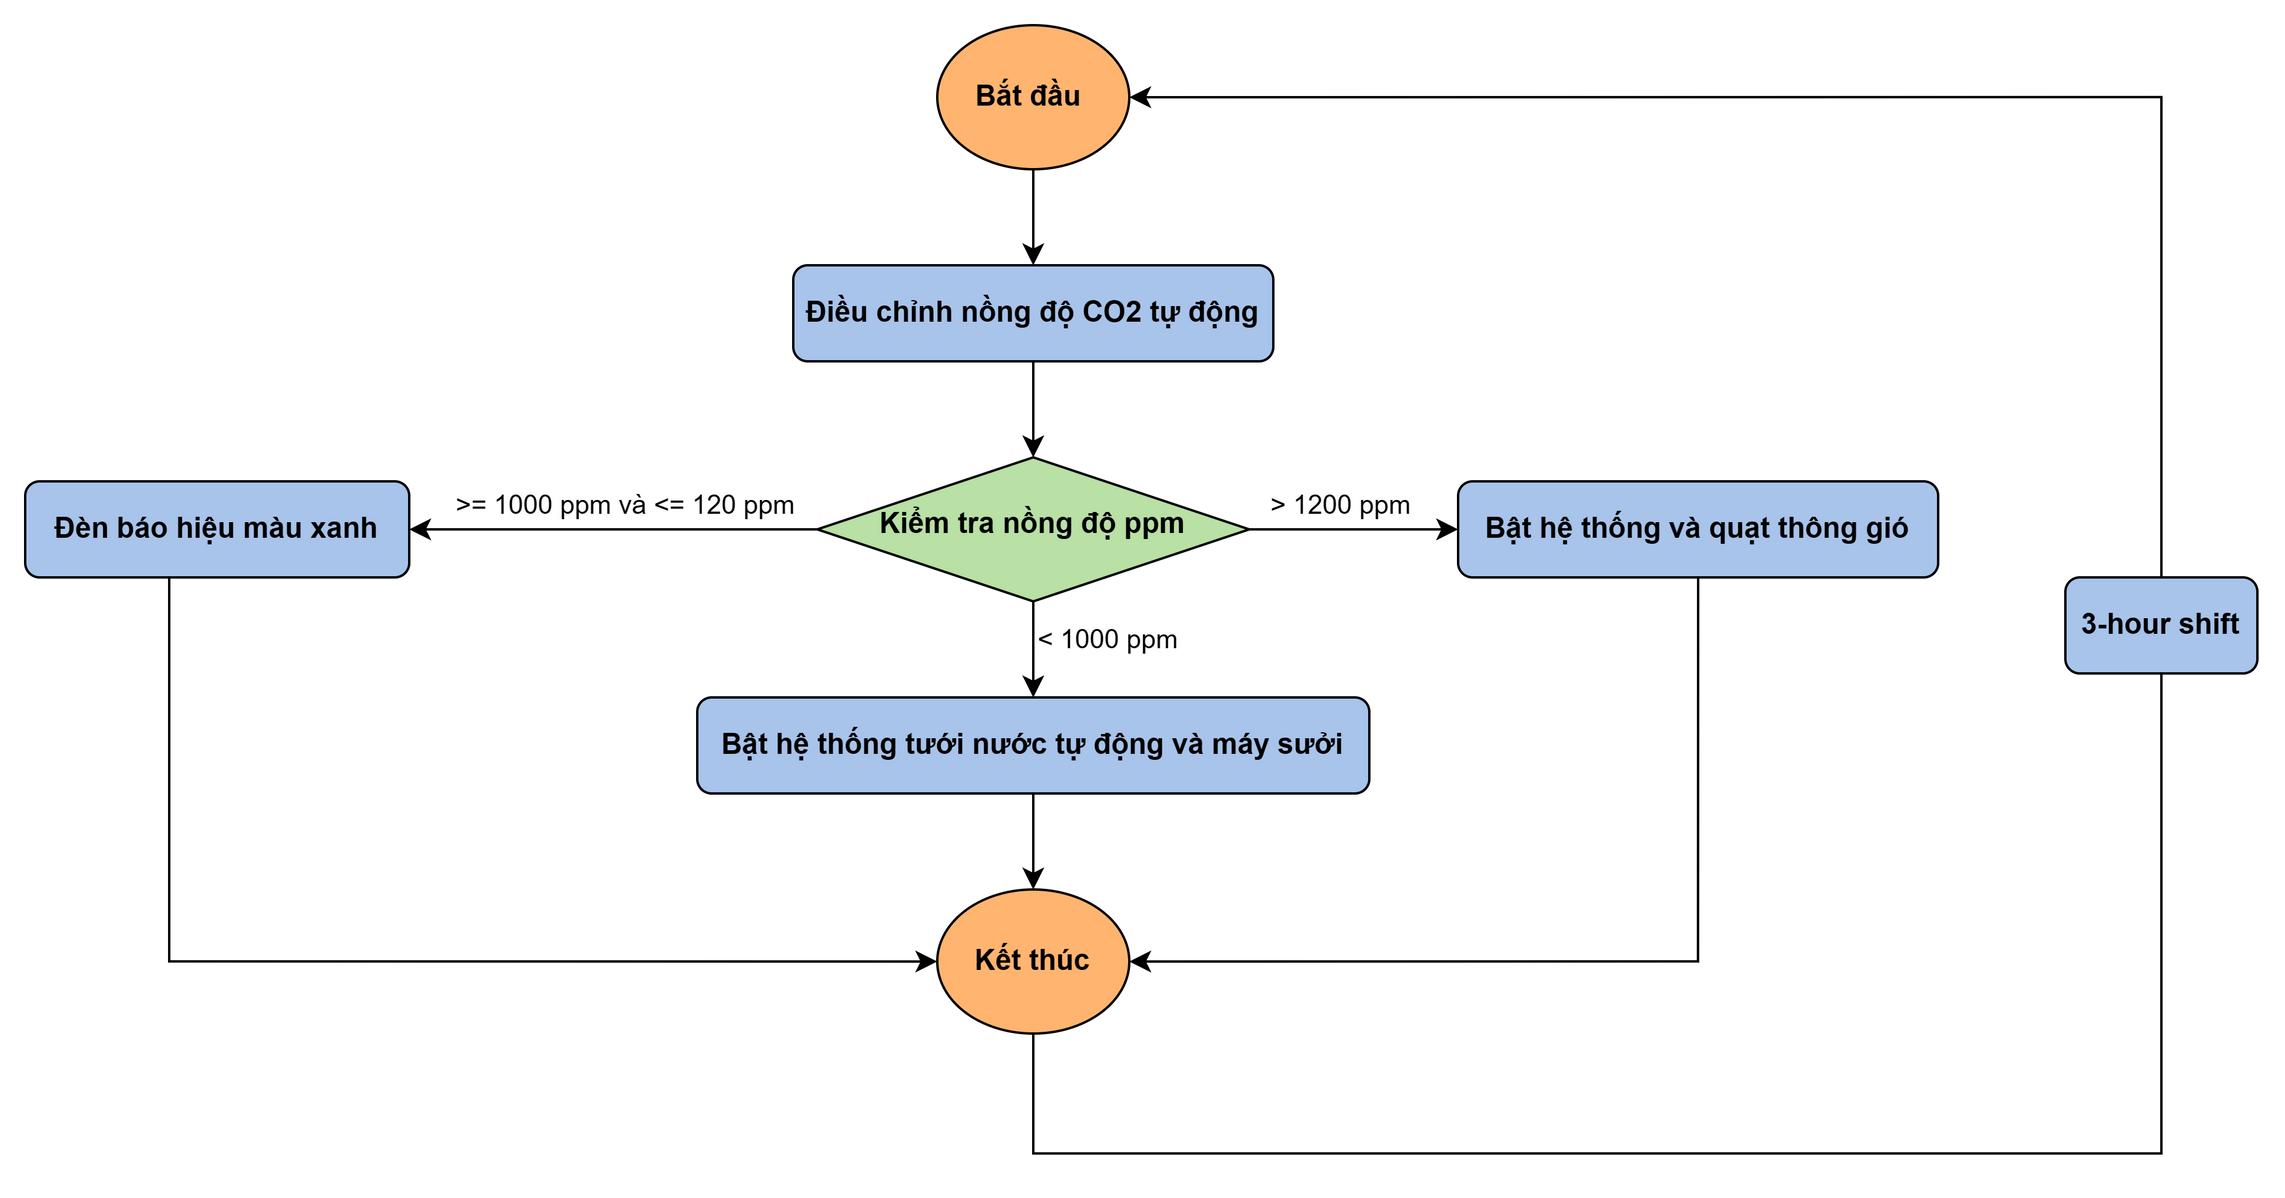 Bắt đầu
Điều chỉnh nồng độ CO2 tự động
>= 1000 ppm và <= 120 ppm
Kiểm tra nồng độ ppm
> 1200 ppm
Đèn báo hiệu màu xanh
Bật hệ thống và quạt thông gió
3-hour shift
< 1000 ppm
Bật hệ thống tưới nước tự động và máy sưởi
Kết thúc